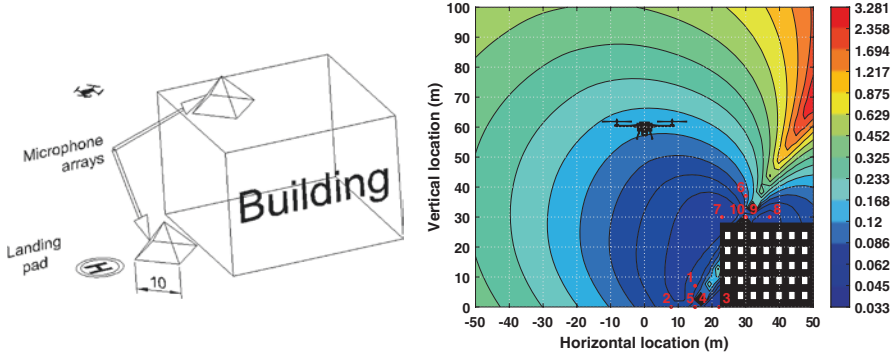 Microphone
arrays
Building
Landing
pad
H
10
Vertical location (m)
100
90
80
70
60
50
40
30
20
10
0
-50 -40 -30 -20 -10 0 10 20 30 40 50
Horizontal location (m)
6
7 10 9 8
1
2 5 4 3
3.281
2.358
1.694
1.217
0.875
0.629
0.452
0.325
0.233
0.168
0.12
0.086
0.062
0.045
0.033